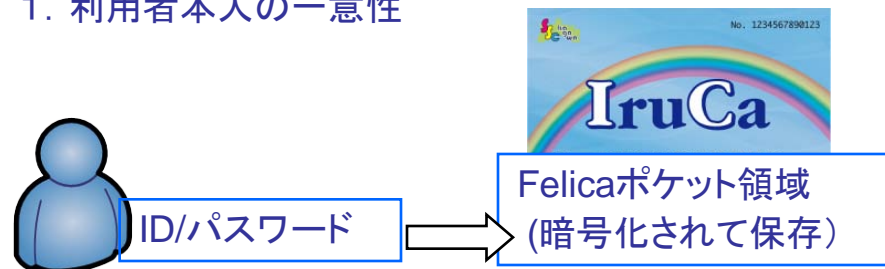 1．利用者本人の一意性
No. 1234567890123
IruCa
ID/パスワード
Felicaポケット領域
(暗号化されて保存）